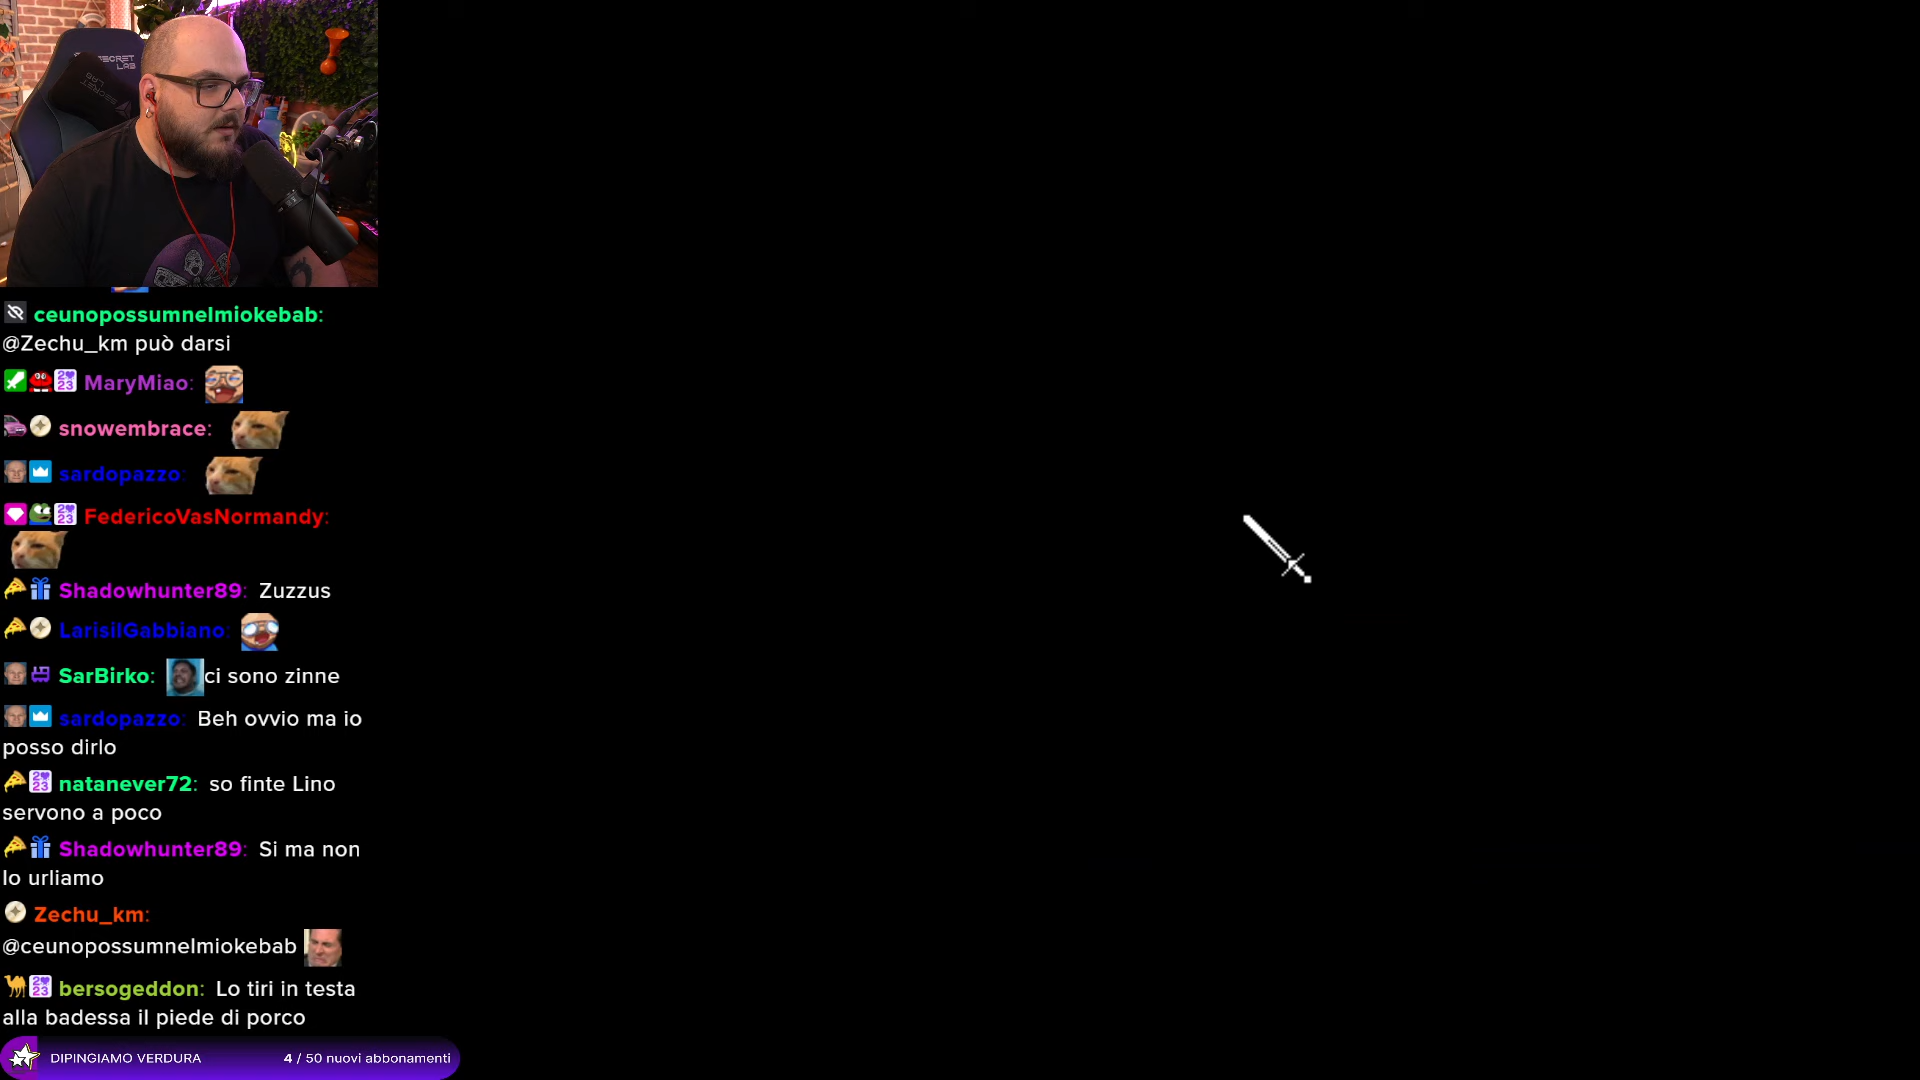 SECRET
LAB
ceunopossumnelmiokebab:
@Zechu_km può darsi
MaryMiao:
snowembrace:
sardopazzo:
FedericoVasNormandy:
Shadowhunter89: Zuzzus
LarisilGabbiano:
SarBirko: ci sono zinne
sardopazzo: Beh ovvio ma io
posso dirlo
natanever72: so finte Lino
servono a poco
Shadowhunter89: Si ma non
lo urliamo
Zechu_km:
@ceunopossumnelmiokebab
bersogeddon: Lo tiri in testa
alla badessa il piede di porco
DIPINGIAMO VERDURA 4 / 50 nuovi abbonamenti